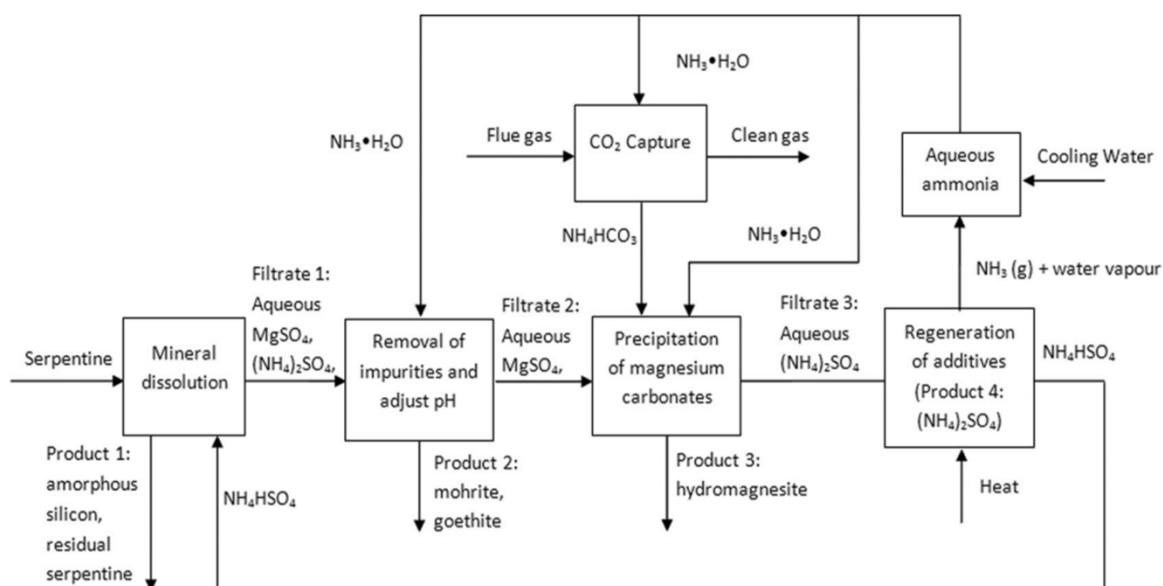 NH₃•H₂O
NH₃•H₂O
Flue gas
CO₂ Capture
Clean gas
Aqueous
ammonia
Cooling Water
NH₄HCO₃
NH₃•H₂O
NH₃ (g) + water vapour
Serpentine
Mineral
dissolution
Filtrate 1:
Aqueous
MgSO₄,
(NH₄)₂SO₄,
Removal of
impurities and
adjust pH
Filtrate 2:
Aqueous
MgSO₄,
Precipitation
of magnesium
carbonates
Filtrate 3:
Aqueous
(NH₄)₂SO₄
Regeneration
of additives
(Product 4:
(NH₄)₂SO₄)
NH₄HSO₄
Product 1:
amorphous
silicon,
residual
serpentine
NH₄HSO₄
Product 2:
mohrite,
goethite
Product 3:
hydromagnesite
Heat